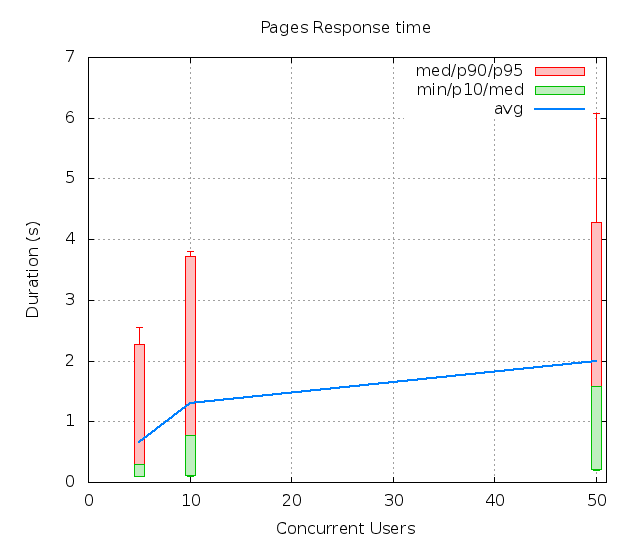 Pages Response time
7
6
5
4
3
2
1
0
Duration (s)
med/p90/p95
min/p10/med
avg
0 10 20 30 40 50
Concurrent Users